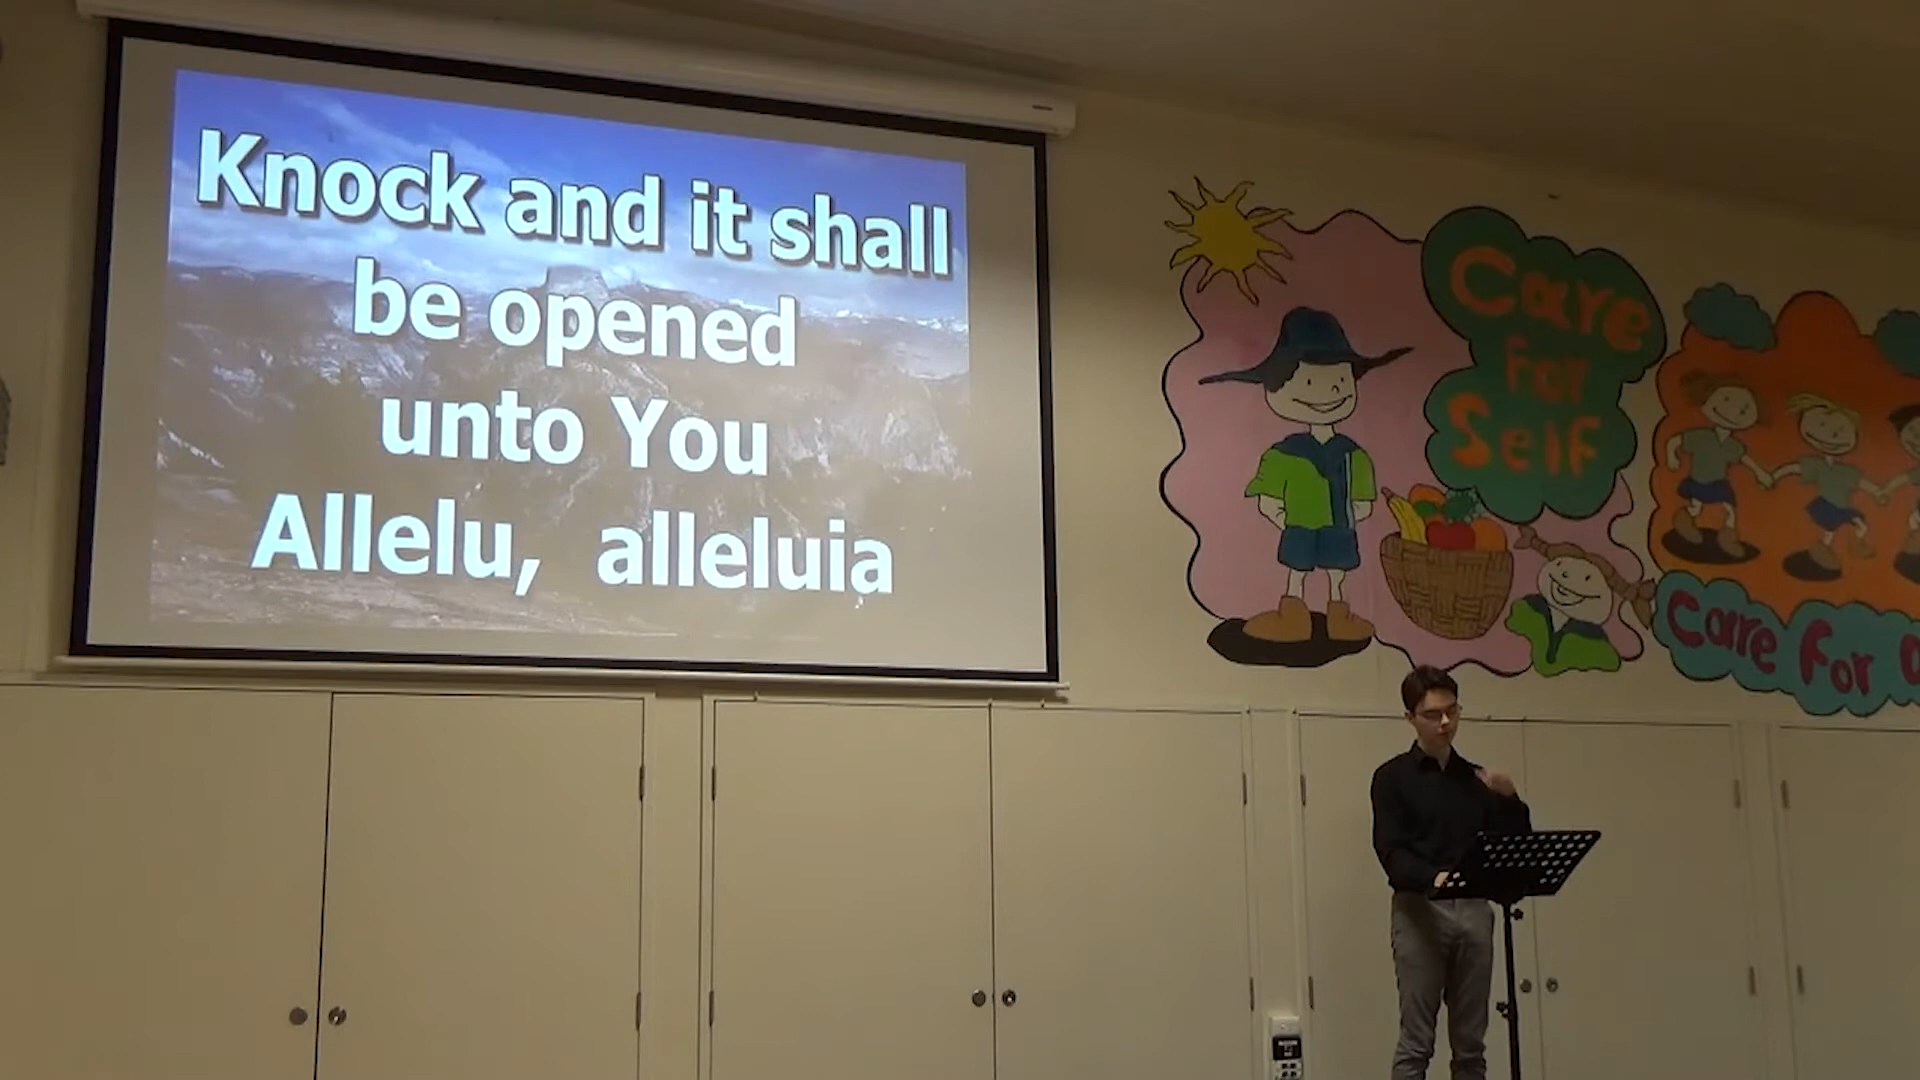 Knock and it shall
be opened
unto You
Allelu, alleluia
Care
For
Self
Care For